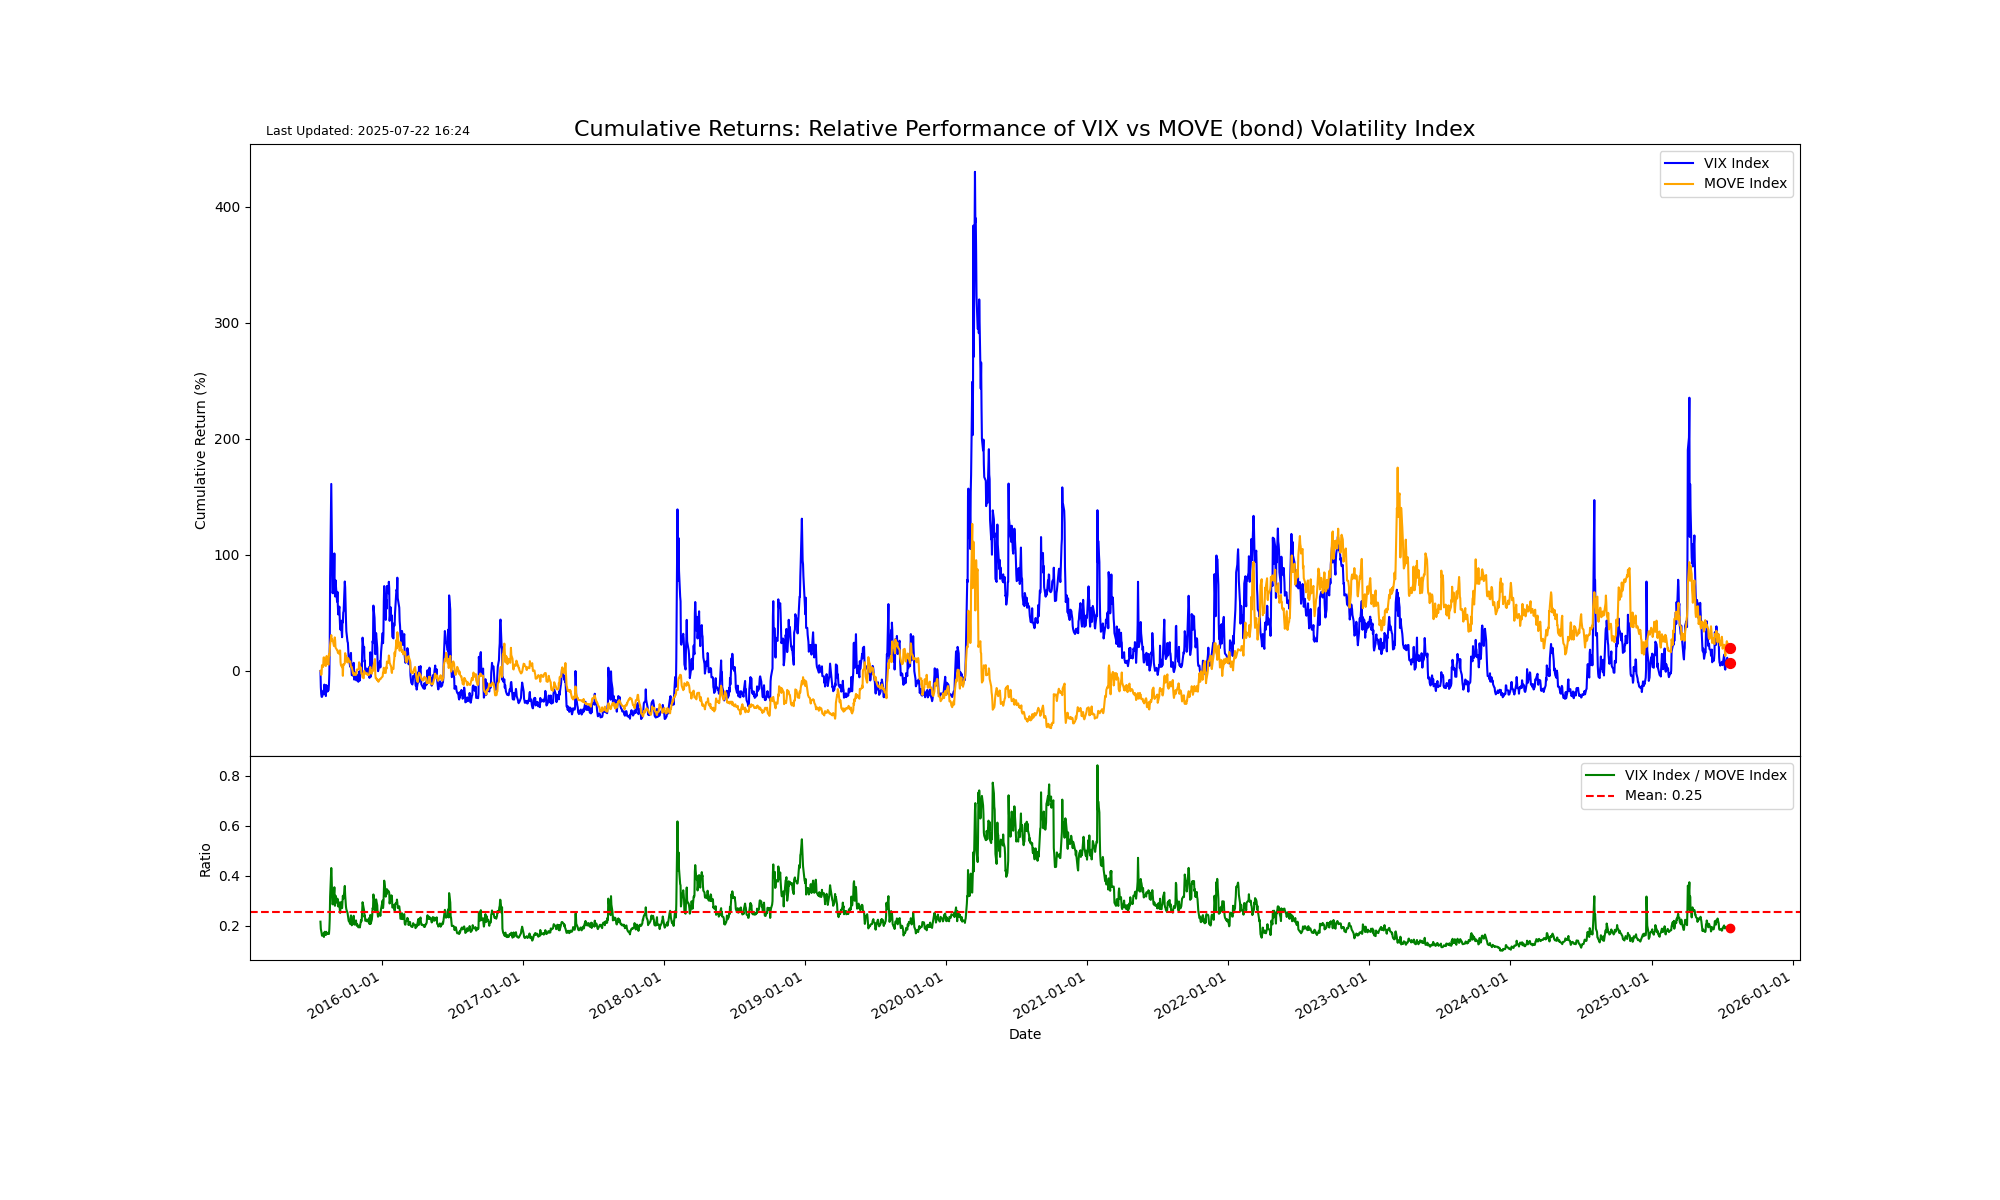 Last Updated: 2025-07-22 16:24
Cumulative Returns: Relative Performance of VIX vs MOVE (bond) Volatility Index
VIX Index
MOVE Index
Cumulative Return (%)
400
300
200
100
0
VIX Index / MOVE Index
Mean: 0.25
Ratio
0.8
0.6
0.4
0.2
2016-01-01
2017-01-01
2018-01-01
2019-01-01
2020-01-01
2021-01-01
2022-01-01
2023-01-01
2024-01-01
2025-01-01
2026-01-01
Date